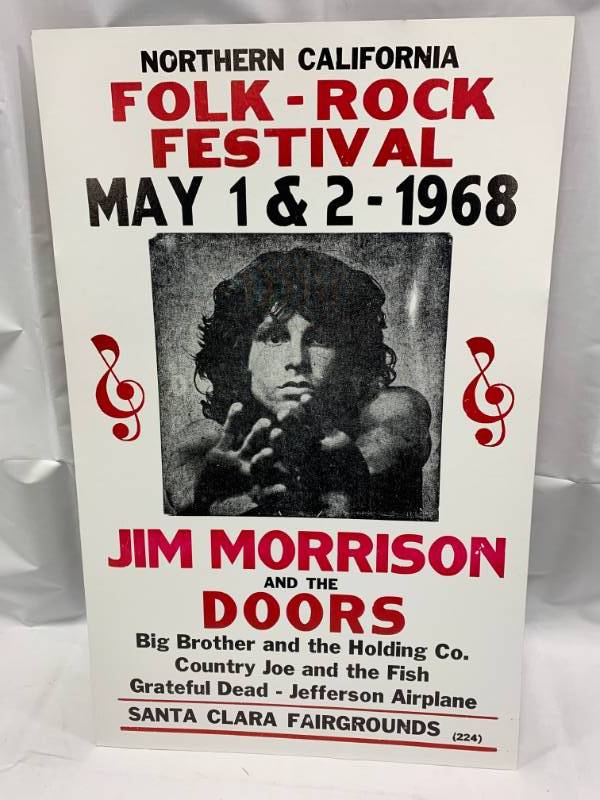 NORTHERN CALIFORNIA
FOLK-ROCK
FESTIVAL
MAY 1 & 2 - 1968
JIM MORRISON
AND THE
DOORS
Big Brother and the Holding Co.
Country Joe and the Fish
Grateful Dead - Jefferson Airplane
SANTA CLARA FAIRGROUNDS (224)